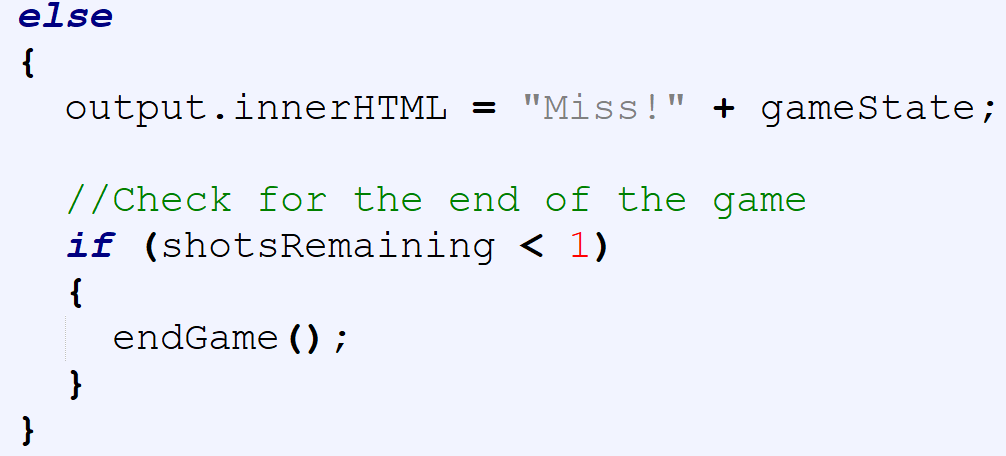 else
{
output.innerHTML = "Miss!" + gameState;
//Check for the end of the game
if (shotsRemaining < 1)
{
endGame();
}
}